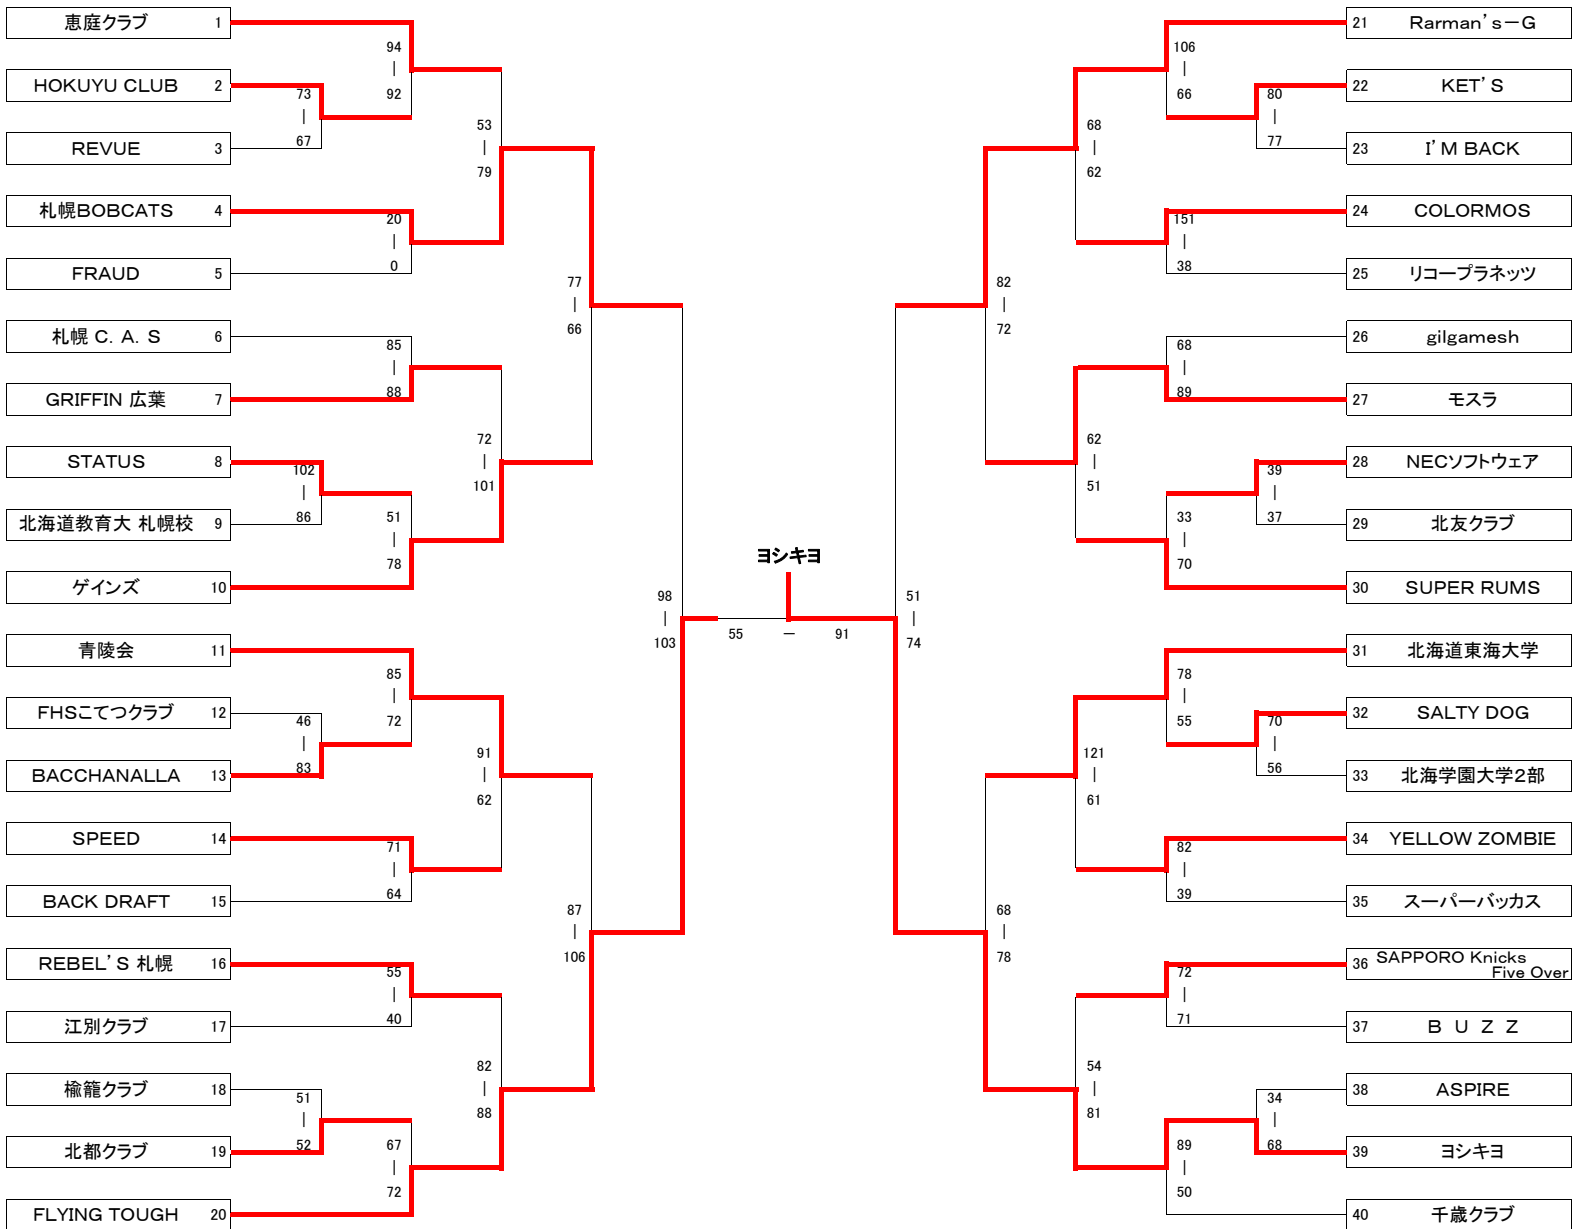 恵庭クラブ 1
HOKUYU CLUB 2
REVUE 3
札幌BOBCATS 4
FRAUD 5
札幌 C. A. S 6
GRIFFIN 広葉 7
STATUS 8
北海道教育大 札幌校 9
ゲインズ 10
青陵会 11
FHSこてつクラブ 12
BACCHANALLA 13
SPEED 14
BACK DRAFT 15
REBEL'S 札幌 16
江別クラブ 17
楡籠クラブ 18
北都クラブ 19
FLYING TOUGH 20
73
|
67
102
|
86
46
|
83
51
|
52
94
|
92
20
|
0
85
|
88
51
|
78
85
|
72
71
|
64
55
|
40
67
|
72
53
|
79
72
|
101
91
|
62
82
|
88
77
|
66
87
|
106
98
|
103
ヨシキヨ
55 － 91
51
|
74
82
|
72
68
|
78
68
|
62
62
|
51
121
|
61
54
|
81
106
|
66
151
|
38
68
|
89
33
|
70
78
|
55
82
|
39
72
|
71
89
|
50
80
|
77
39
|
37
70
|
56
34
|
68
21 Rarman's－G
22 KET'S
23 I'M BACK
24 COLORMOS
25 リコープラネッツ
26 gilgamesh
27 モスラ
28 NECソフトウェア
29 北友クラブ
30 SUPER RUMS
31 北海道東海大学
32 SALTY DOG
33 北海学園大学2部
34 YELLOW ZOMBIE
35 スーパーバッカス
36 SAPPORO Knicks
Five Over
37 B U Z Z
38 ASPIRE
39 ヨシキヨ
40 千歳クラブ